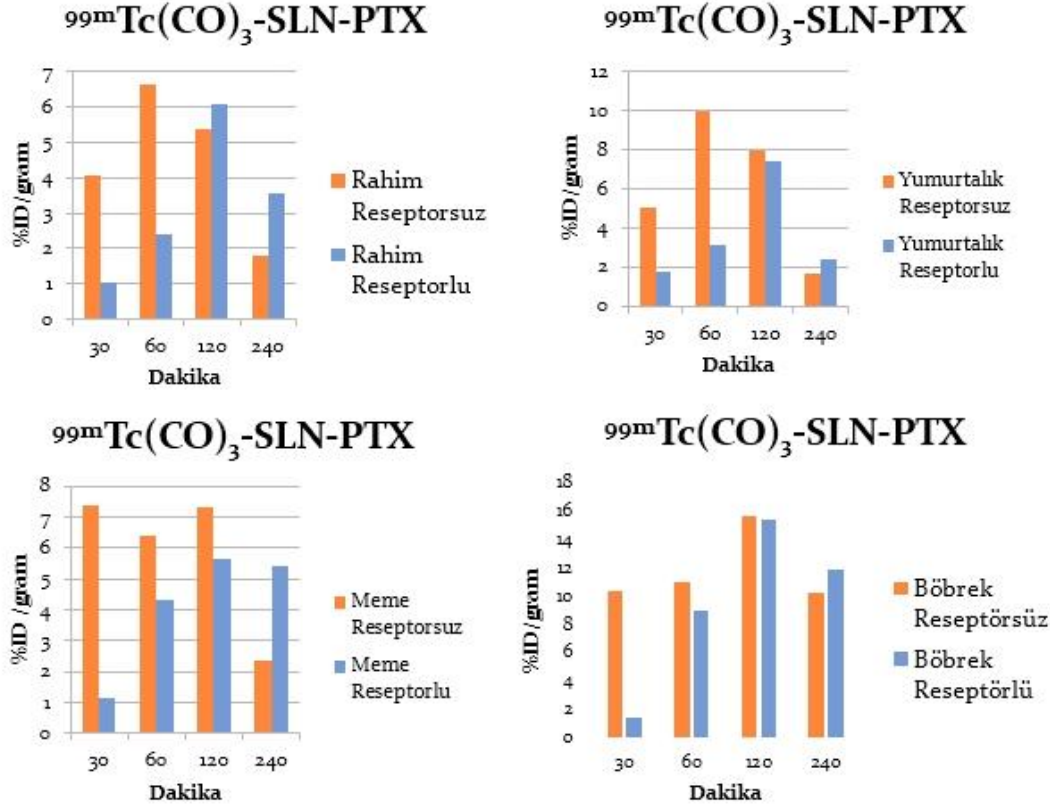 ⁹⁹ᵐTc(CO)₃-SLN-PTX
7
6
5
4
3
2
1
0
%ID/gram
30 60 120 240
Dakika
Rahim
Reseptorsuz
Rahim
Reseptorlu
⁹⁹ᵐTc(CO)₃-SLN-PTX
12
10
8
6
4
2
0
%ID/gram
30 60 120 240
Dakika
Yumurtalık
Reseptorsuz
Yumurtalık
Reseptorlu
⁹⁹ᵐTc(CO)₃-SLN-PTX
8
7
6
5
4
3
2
1
0
%ID /gram
30 60 120 240
Dakika
Meme
Reseptorsuz
Meme
Reseptorlu
⁹⁹ᵐTc(CO)₃-SLN-PTX
18
16
14
12
10
8
6
4
2
0
%ID/gram
30 60 120 240
Dakika
Böbrek
Reseptörsüz
Böbrek
Reseptörlü